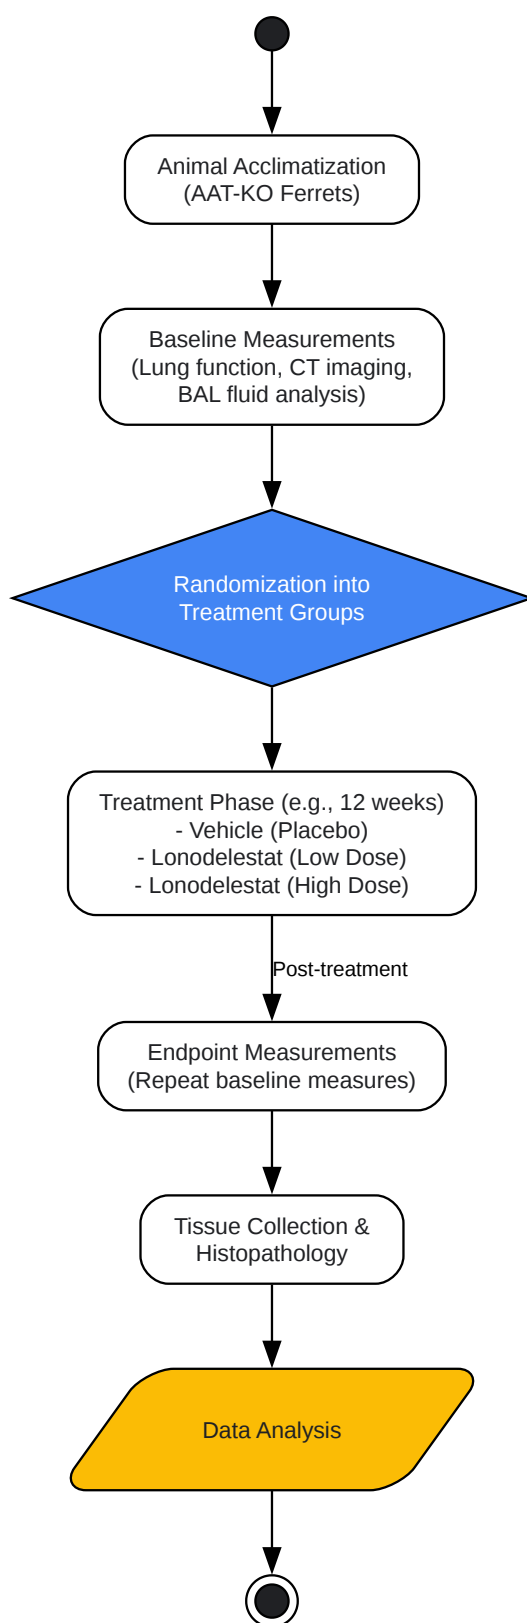 Animal Acclimatization
(AAT-KO Ferrets)
Baseline Measurements
(Lung function, CT imaging,
BAL fluid analysis)
Randomization into
Treatment Groups
Treatment Phase (e.g., 12 weeks)
- Vehicle (Placebo)
- Lonodelestat (Low Dose)
- Lonodelestat (High Dose)
Post-treatment
Endpoint Measurements
(Repeat baseline measures)
Tissue Collection &
Histopathology
Data Analysis